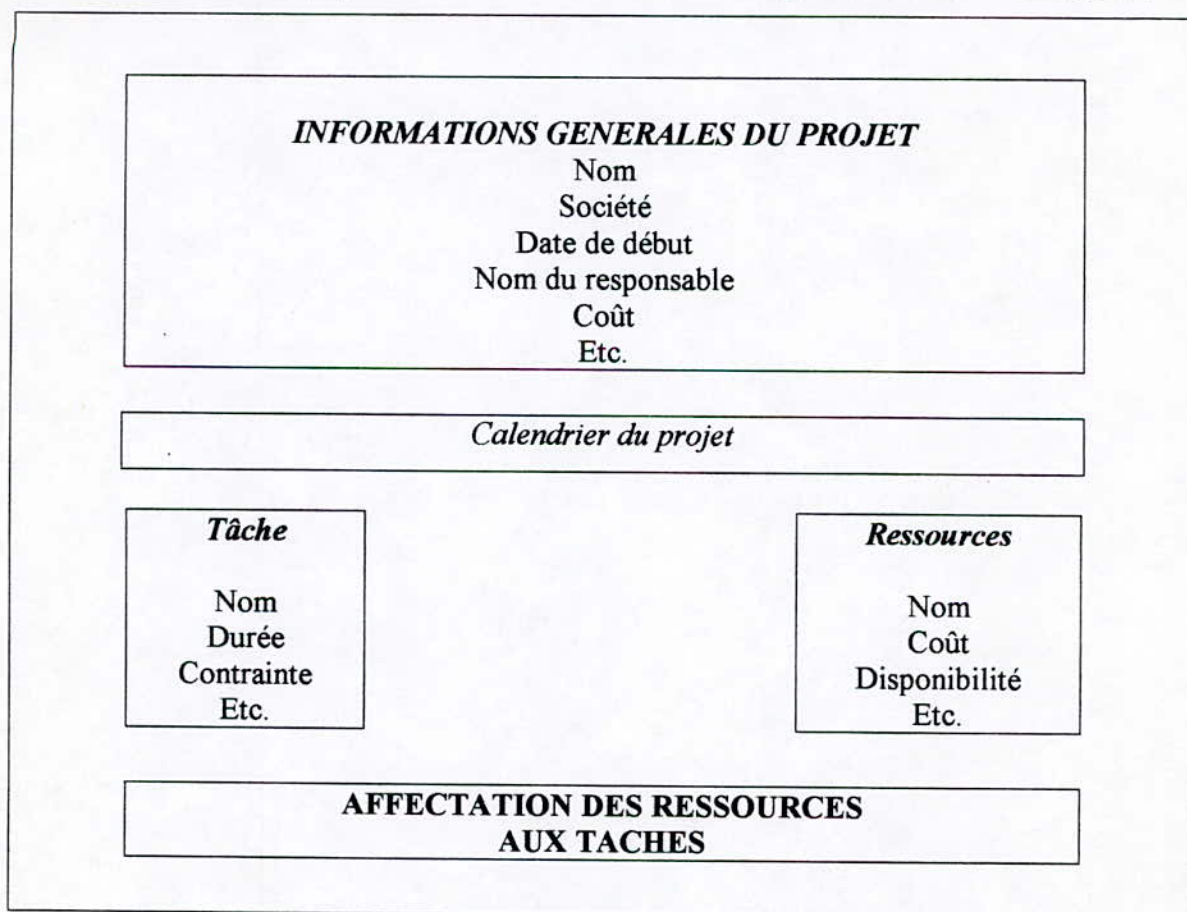 INFORMATIONS GENERALES DU PROJET
Nom
Société
Date de début
Nom du responsable
Coût
Etc.
Calendrier du projet
Tâche
Nom
Durée
Contrainte
Etc.
Ressources
Nom
Coût
Disponibilité
Etc.
AFFECTATION DES RESSOURCES
AUX TACHES